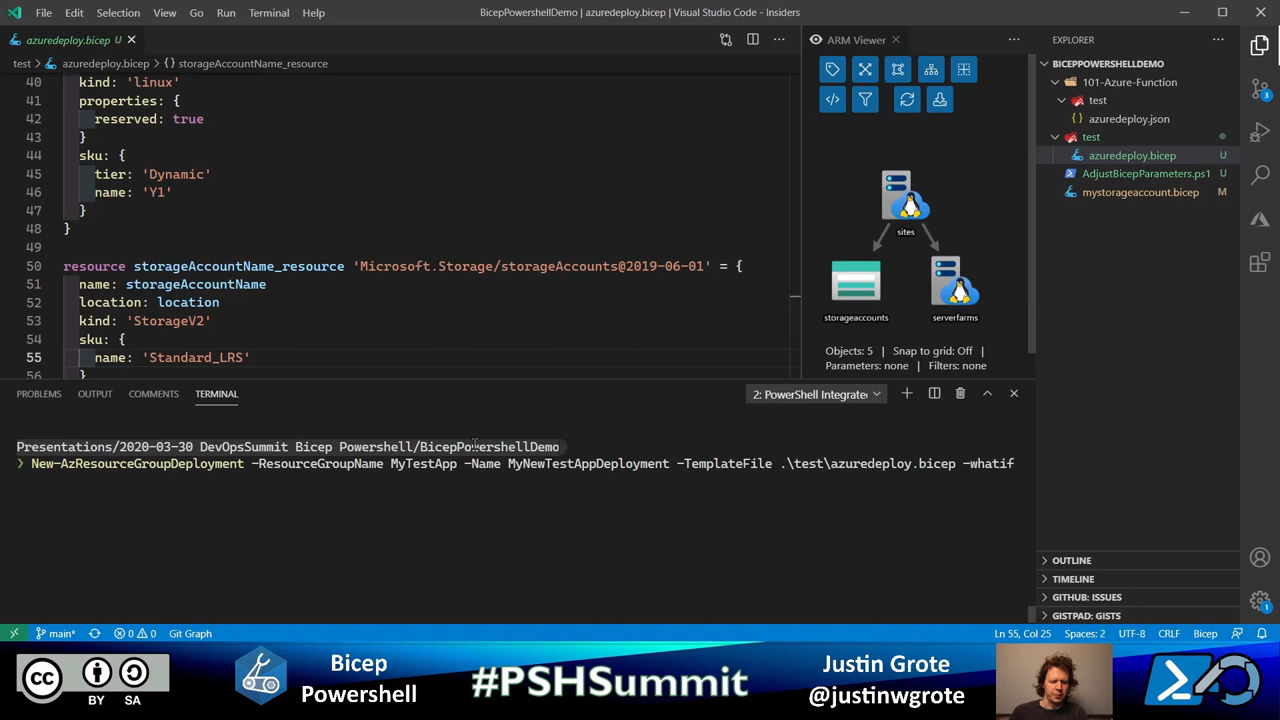 File Edit Selection View Go Run Terminal Help
BicepPowershellDemo | azuredeploy.bicep | Visual Studio Code - Insiders
azuredeploy.bicep U
test > azuredeploy.bicep > {} storageAccountName_resource
40 kind: 'linux'
41 properties: {
42 reserved: true
43 }
44 sku: {
45 tier: 'Dynamic'
46 name: 'Y1'
47 }
48 }
49
50 resource storageAccountName_resource 'Microsoft.Storage/storageAccounts@2019-06-01' = {
51 name: storageAccountName
52 location: location
53 kind: 'StorageV2'
54 sku: {
55 name: 'Standard_LRS'
56 }
ARM Viewer
sites
storageaccounts
serverfarms
Objects: 5 | Snap to grid: Off |
Parameters: none | Filters: none
EXPLORER
BICEPPOWERSHELLDEMO
101-Azure-Function
test
{} azuredeploy.json
test
azuredeploy.bicep U
AdjustBicepParameters.ps1 U
mystorageaccount.bicep M
OUTLINE
TIMELINE
GITHUB: ISSUES
GISTPAD: GISTS
3
1
PROBLEMS OUTPUT COMMENTS TERMINAL
2: PowerShell Integrate
Presentations/2020-03-30 DevOpsSummit Bicep Powershell/BicepPowershellDemo
❯ New-AzResourceGroupDeployment -ResourceGroupName MyTestApp -Name MyNewTestAppDeployment -TemplateFile .\test\azuredeploy.bicep -whatif
main* 0 0 Git Graph
Ln 55, Col 25 Spaces: 2 UTF-8 CRLF Bicep
cc
BY SA
Bicep
Powershell
#PSHSummit
Justin Grote
@justinwgrote